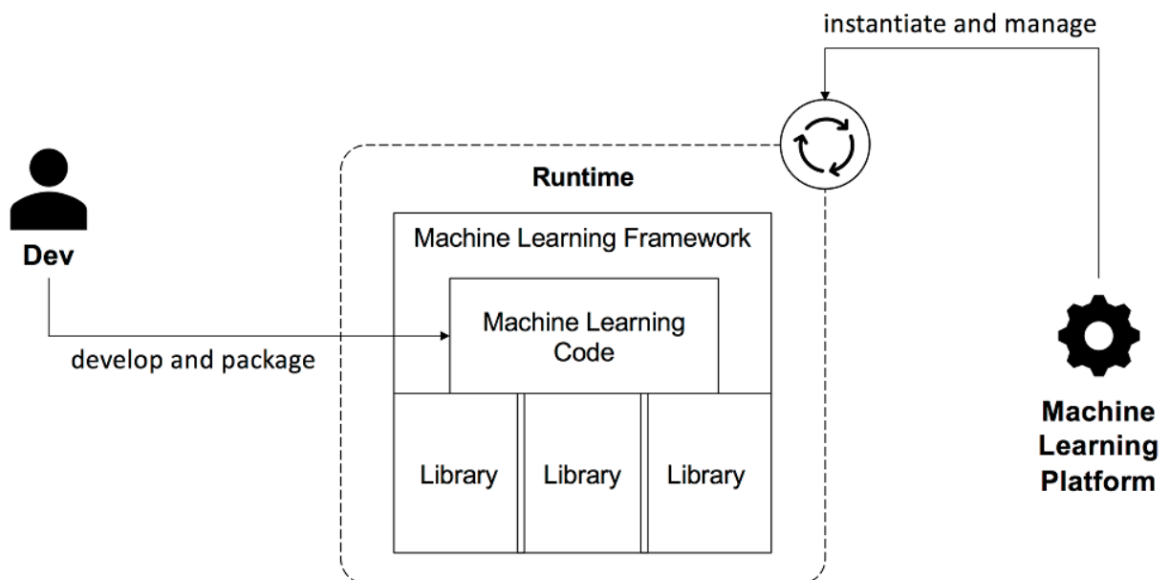 instantiate and manage
Runtime
Dev
Machine Learning Framework
Machine Learning
Code
develop and package
Library
Library
Library
Machine
Learning
Platform